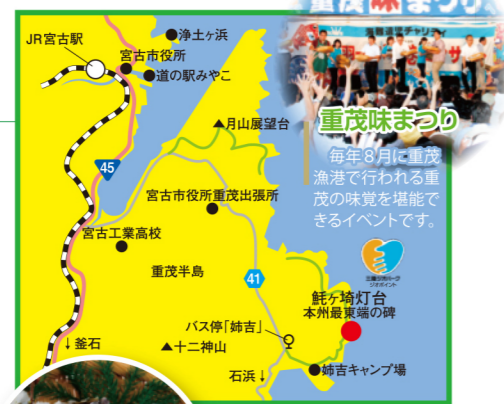 重茂味まつり
JR宮古駅
浄土ヶ浜
宮古市役所
道の駅みやこ
月山展望台
45
宮古市役所重茂出張所
宮古工業高校
重茂半島
41
魹ヶ埼灯台
本州最東端の碑
バス停「姉吉」
↓釜石
十二神山
石浜↓
姉吉キャンプ場
重茂味まつり
毎年8月に重茂
漁港で行われる重
茂の味覚を堪能で
きるイベントです。